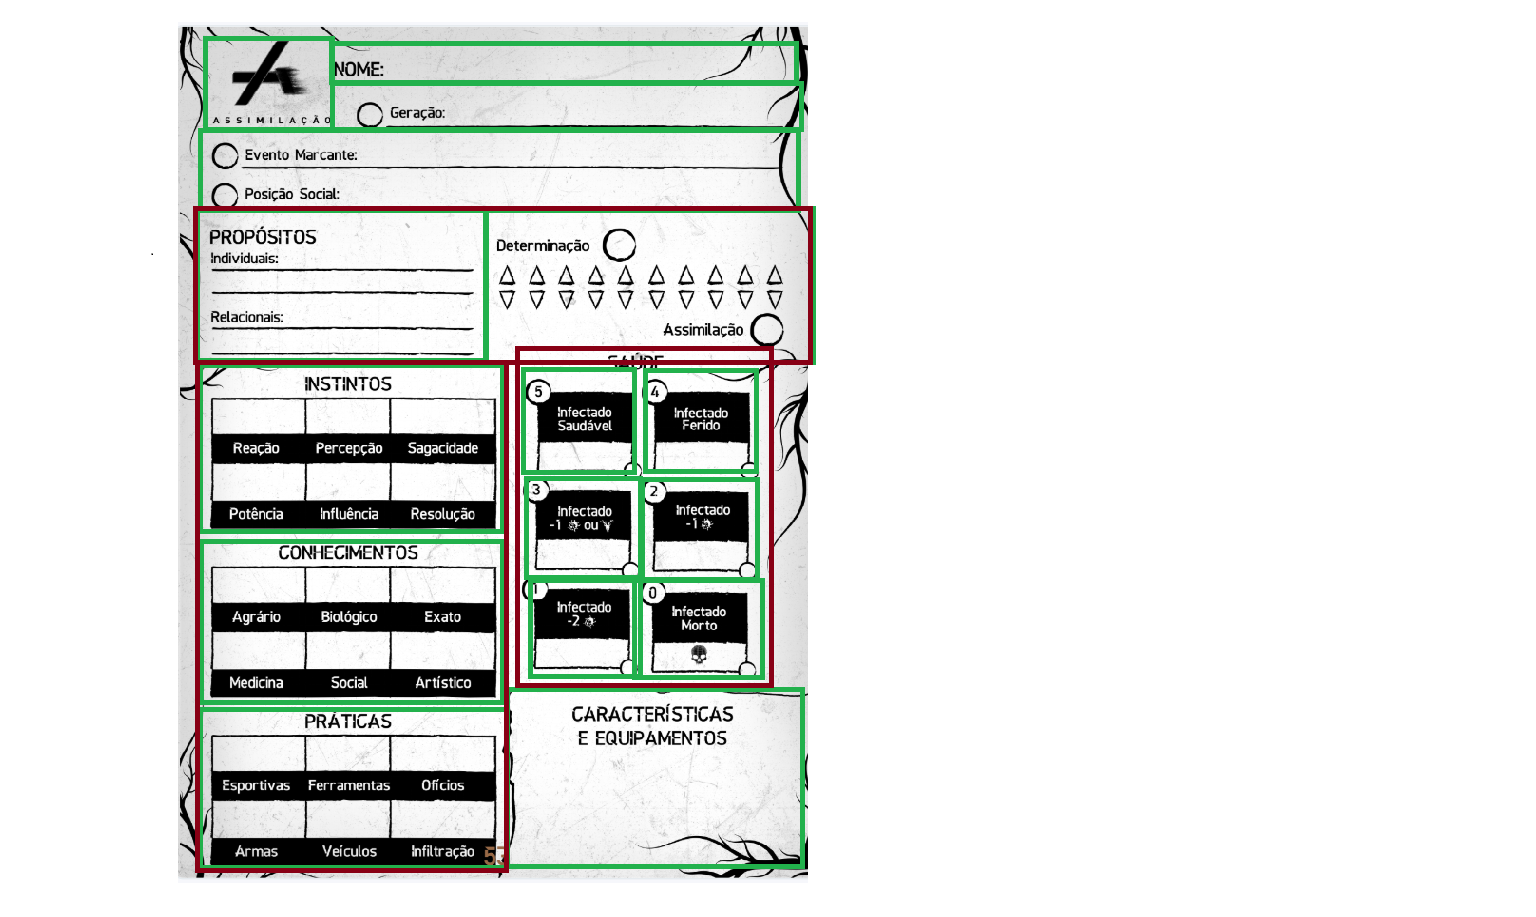 ASSIMILAÇÃO
NOME:
Geração:
Evento Marcante:
Posição Social:
PROPÓSITOS
Individuais:
Relacionais:
Determinação
Assimilação
INSTINTOS
Reação Percepção Sagacidade
Potência Influência Resolução
CONHECIMENTOS
Agrário Biológico Exato
Medicina Social Artístico
PRÁTICAS
Esportivas Ferramentas Ofícios
Armas Veículos Infiltração
SAÚDE
5
Infectado
Saudável
4
Infectado
Ferido
3
Infectado
-1 ou
2
Infectado
-1
1
Infectado
-2
0
Infectado
Morto
CARACTERÍSTICAS
E EQUIPAMENTOS